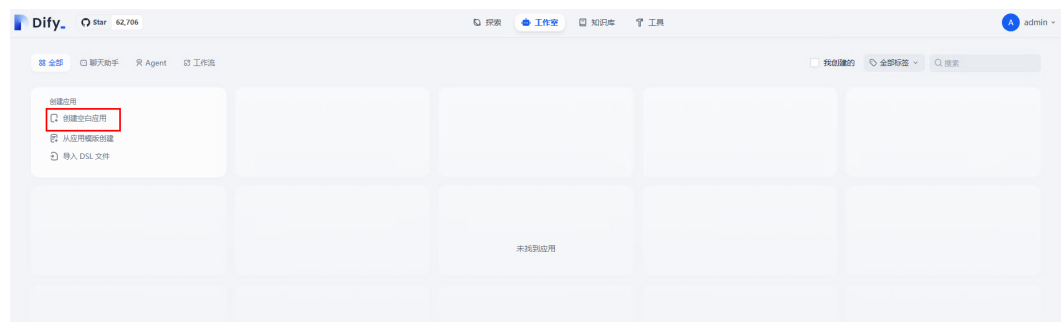 Dify_ Star 62,706 探索 工作室 知识库 工具 A admin
全部 聊天助手 Agent 工作流 我创建的 全部标签 搜索
创建应用
创建空白应用
从应用模版创建
导入 DSL 文件
未找到应用